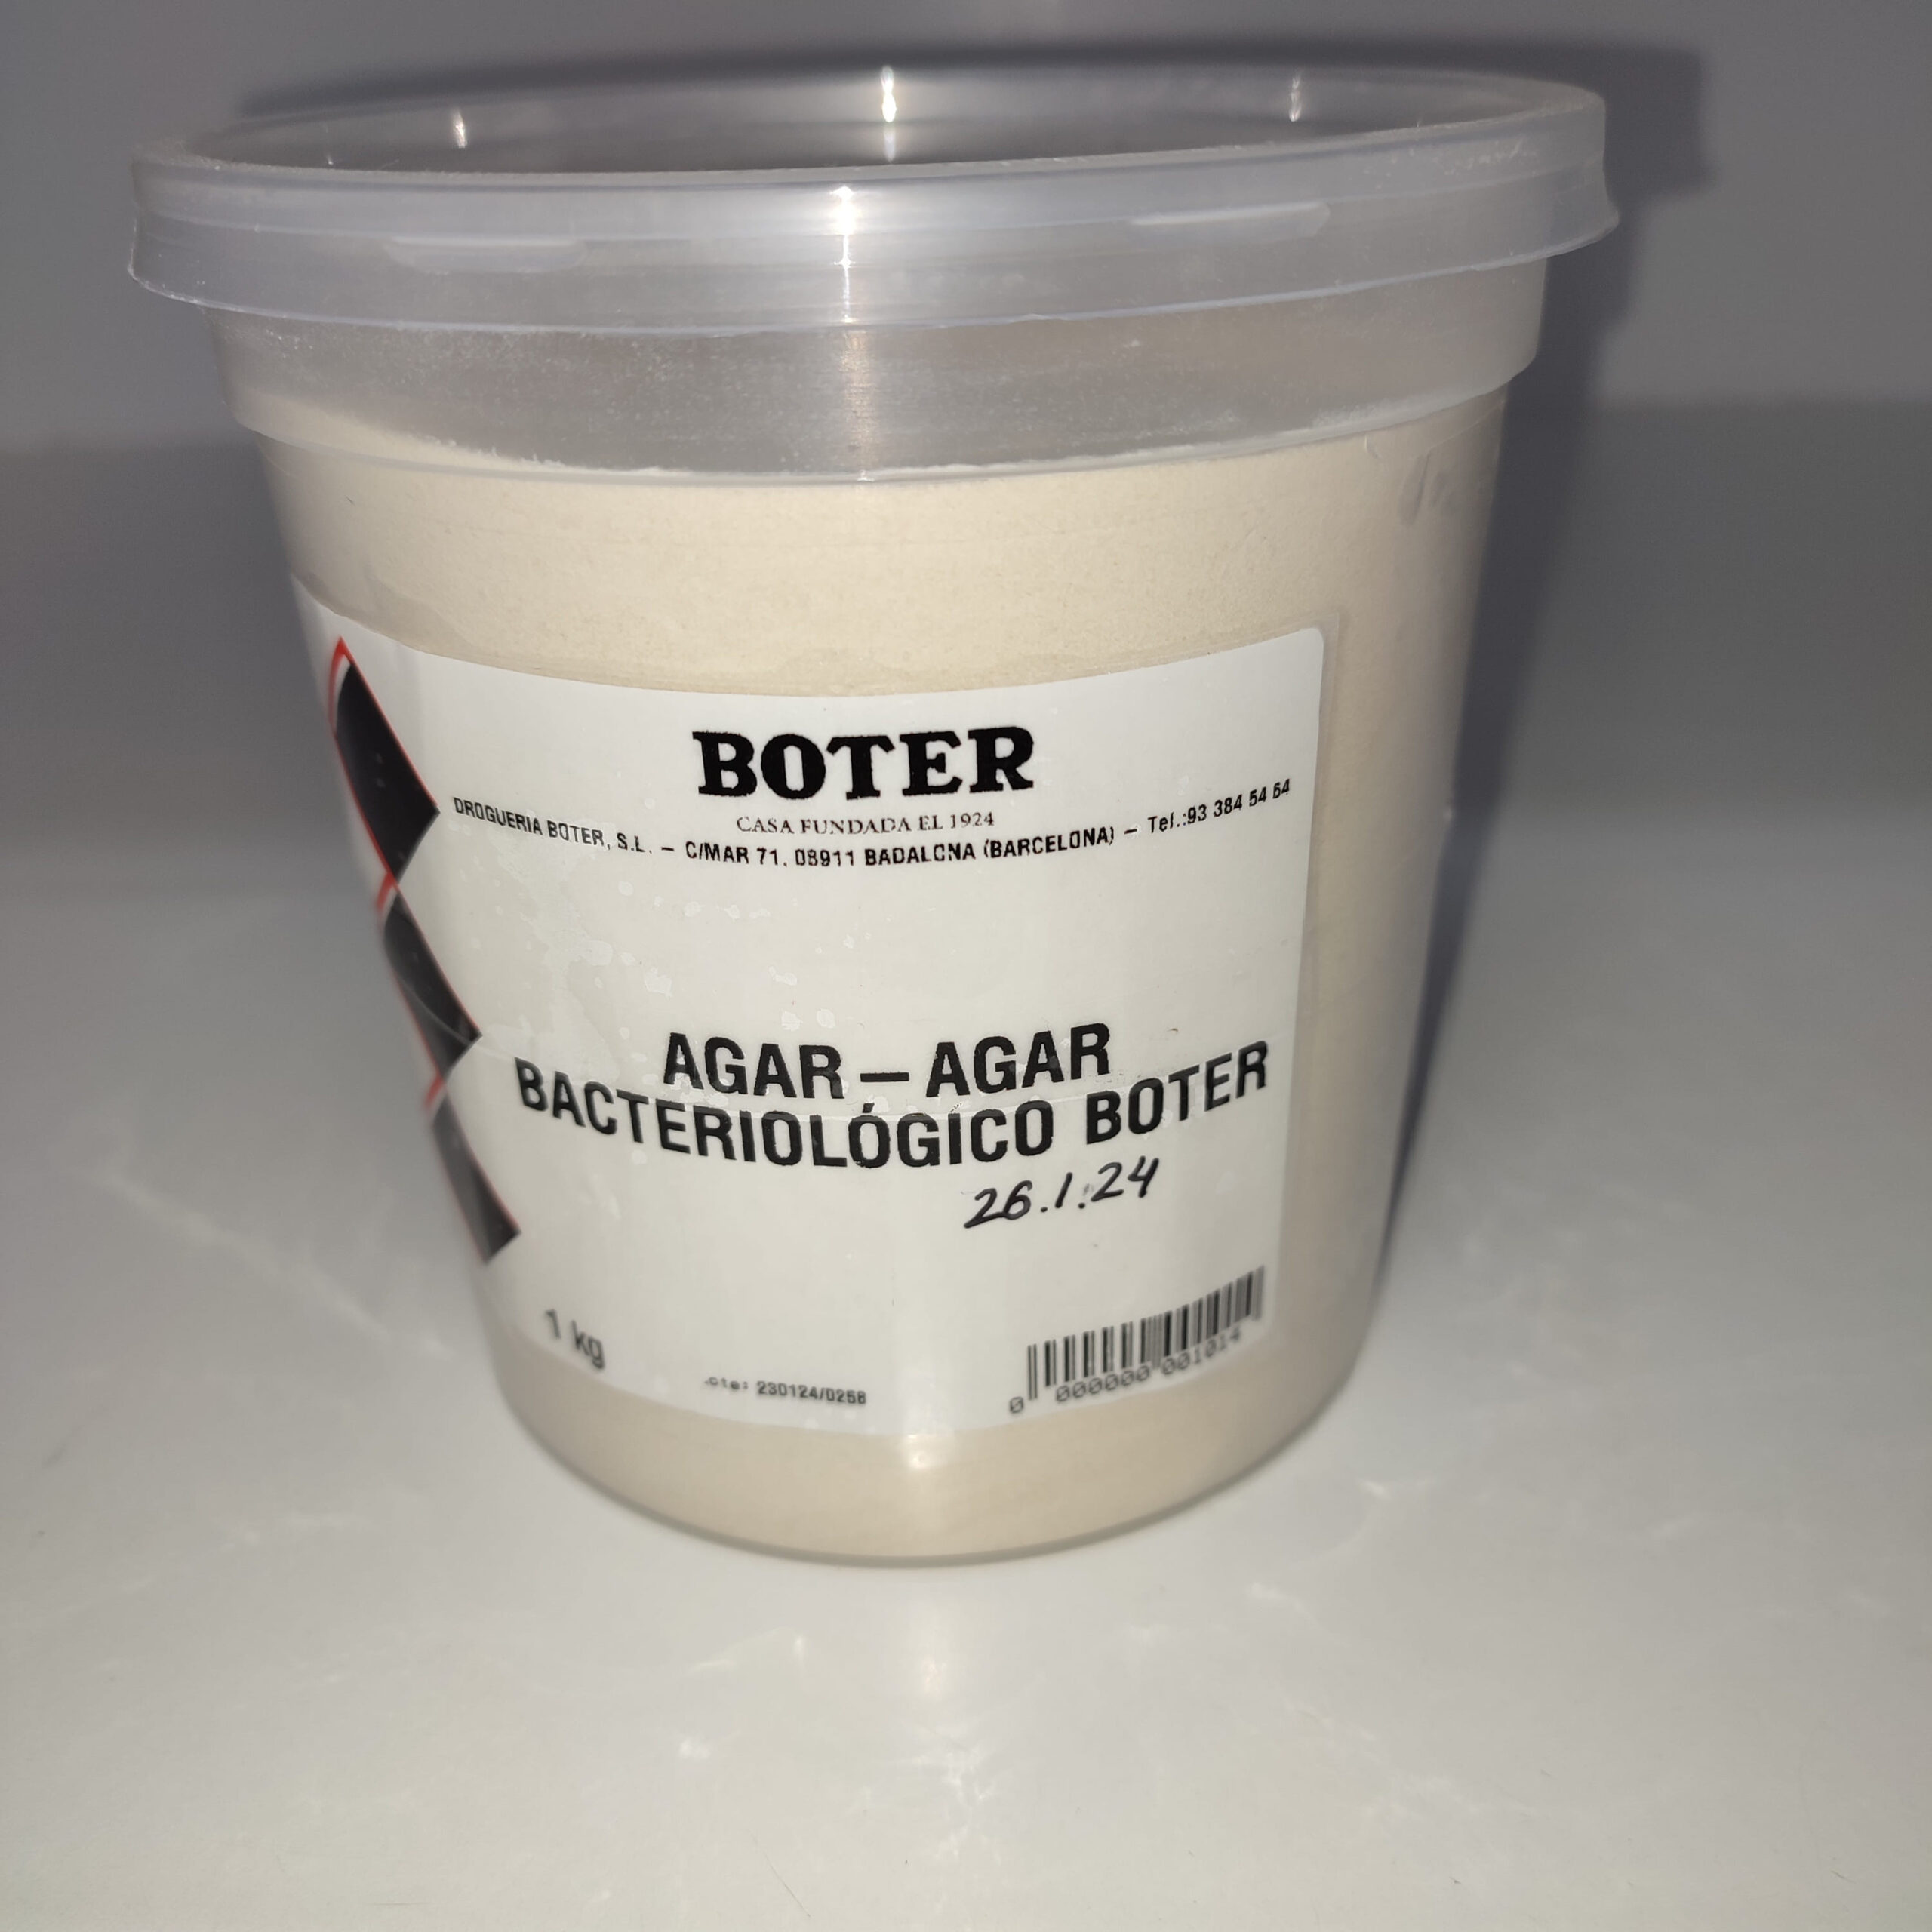 BOTER
CASA FUNDADA EL 1924
DROGUERIA BOTER, S.L. – C/MAR 71. 08911 BADALONA (BARCELONA) – Tel.:93 384 54 64
AGAR – AGAR
BACTERIOLÓGICO BOTER
26.1.24
1 kg
230124/0258
0 000000 001014